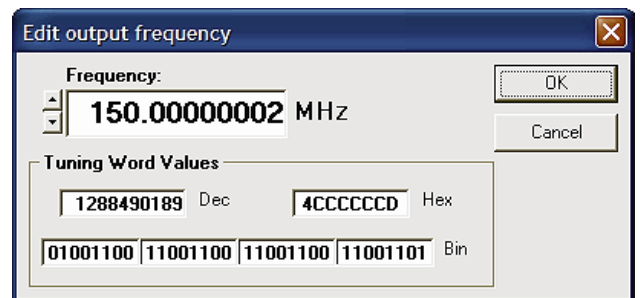 Edit output frequency
Frequency:
150.00000002 MHz
OK
Cancel
Tuning Word Values
1288490189 Dec 4CCCCCCD Hex
01001100 11001100 11001100 11001101 Bin